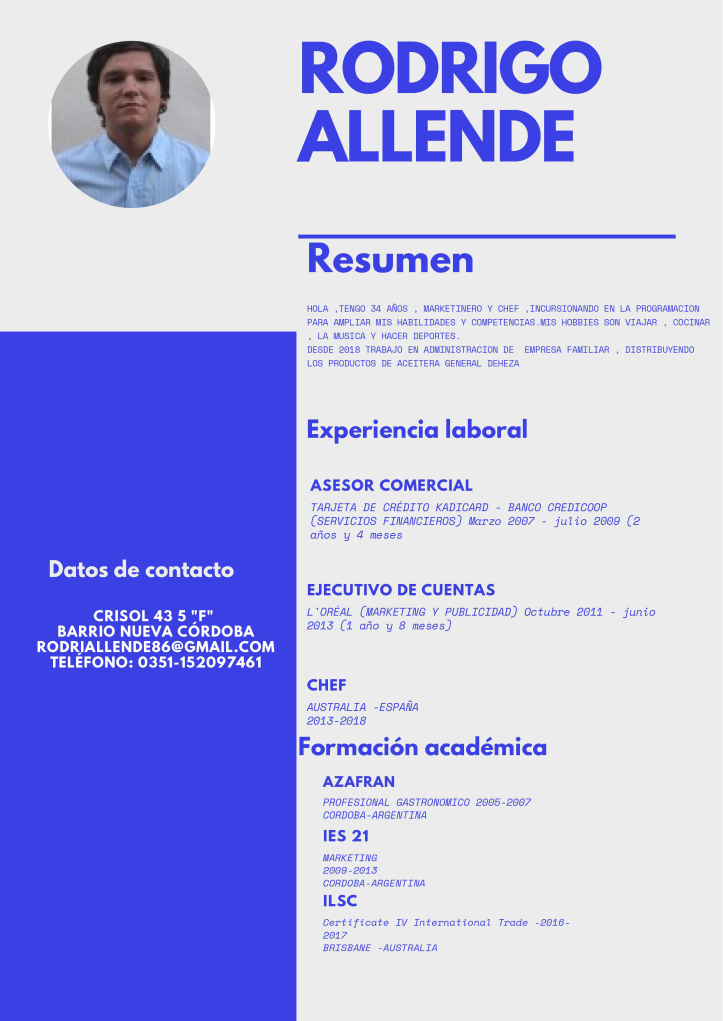 RODRIGO
ALLENDE
Resumen
HOLA ,TENGO 34 AÑOS , MARKETINERO Y CHEF ,INCURSIONANDO EN LA PROGRAMACION
PARA AMPLIAR MIS HABILIDADES Y COMPETENCIAS.MIS HOBBIES SON VIAJAR , COCINAR
, LA MUSICA Y HACER DEPORTES.
DESDE 2018 TRABAJO EN ADMINISTRACION DE  EMPRESA FAMILIAR , DISTRIBUYENDO
LOS PRODUCTOS DE ACEITERA GENERAL DEHEZA
Experiencia laboral
ASESOR COMERCIAL
TARJETA DE CRÉDITO KADICARD - BANCO CREDICOOP
(SERVICIOS FINANCIEROS) Marzo 2007 - julio 2009 (2
años y 4 meses
EJECUTIVO DE CUENTAS
L'ORÉAL (MARKETING Y PUBLICIDAD) Octubre 2011 - junio
2013 (1 año y 8 meses)
CHEF
AUSTRALIA -ESPAÑA
2013-2018
Formación académica
AZAFRAN
PROFESIONAL GASTRONOMICO 2005-2007
CORDOBA-ARGENTINA
IES 21
MARKETING
2009-2013
CORDOBA-ARGENTINA
ILSC
Certificate IV International Trade -2016-
2017
BRISBANE -AUSTRALIA
Datos de contacto
CRISOL 43 5 "F"
BARRIO NUEVA CÓRDOBA
RODRIALLENDE86@GMAIL.COM
TELÉFONO: 0351-152097461